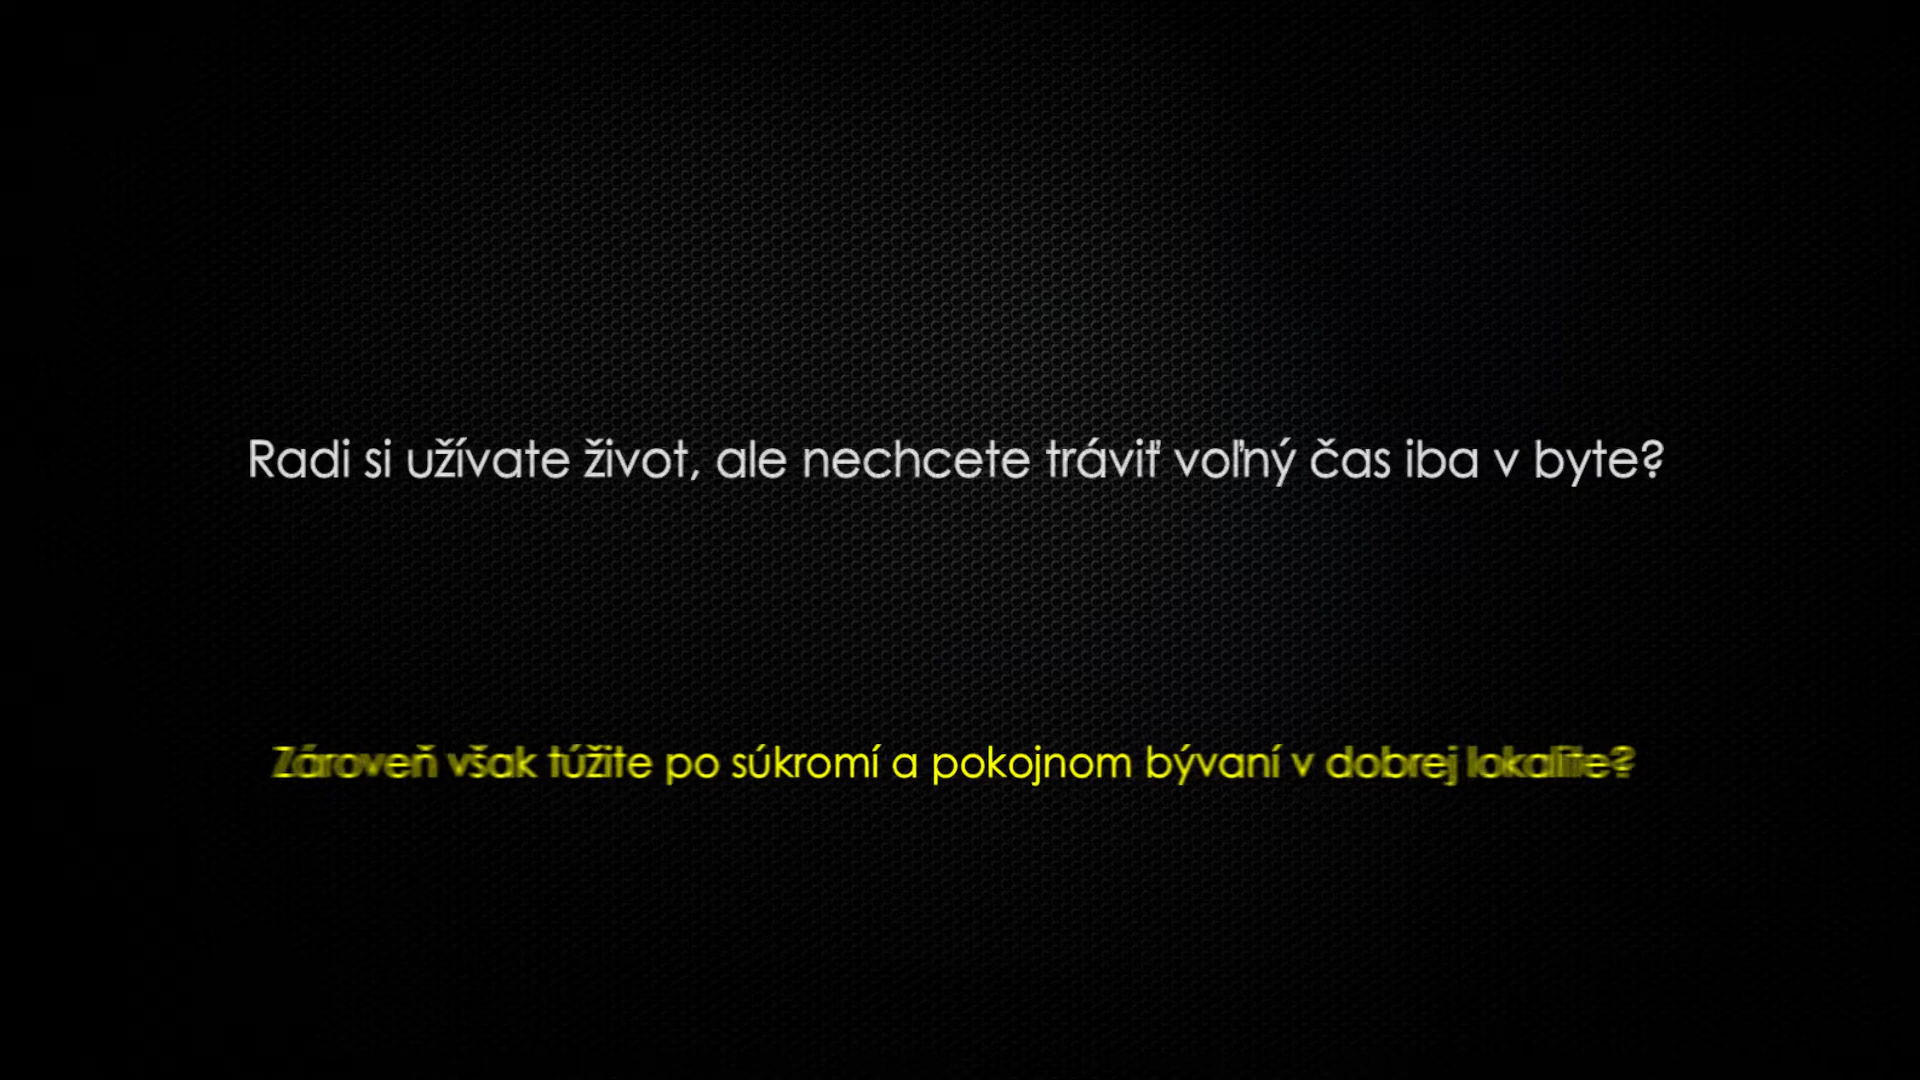 Radi si užívate život, ale nechcete tráviť voľný čas iba v byte?
Zároveň však túžite po súkromí a pokojnom bývaní v dobrej lokalite?